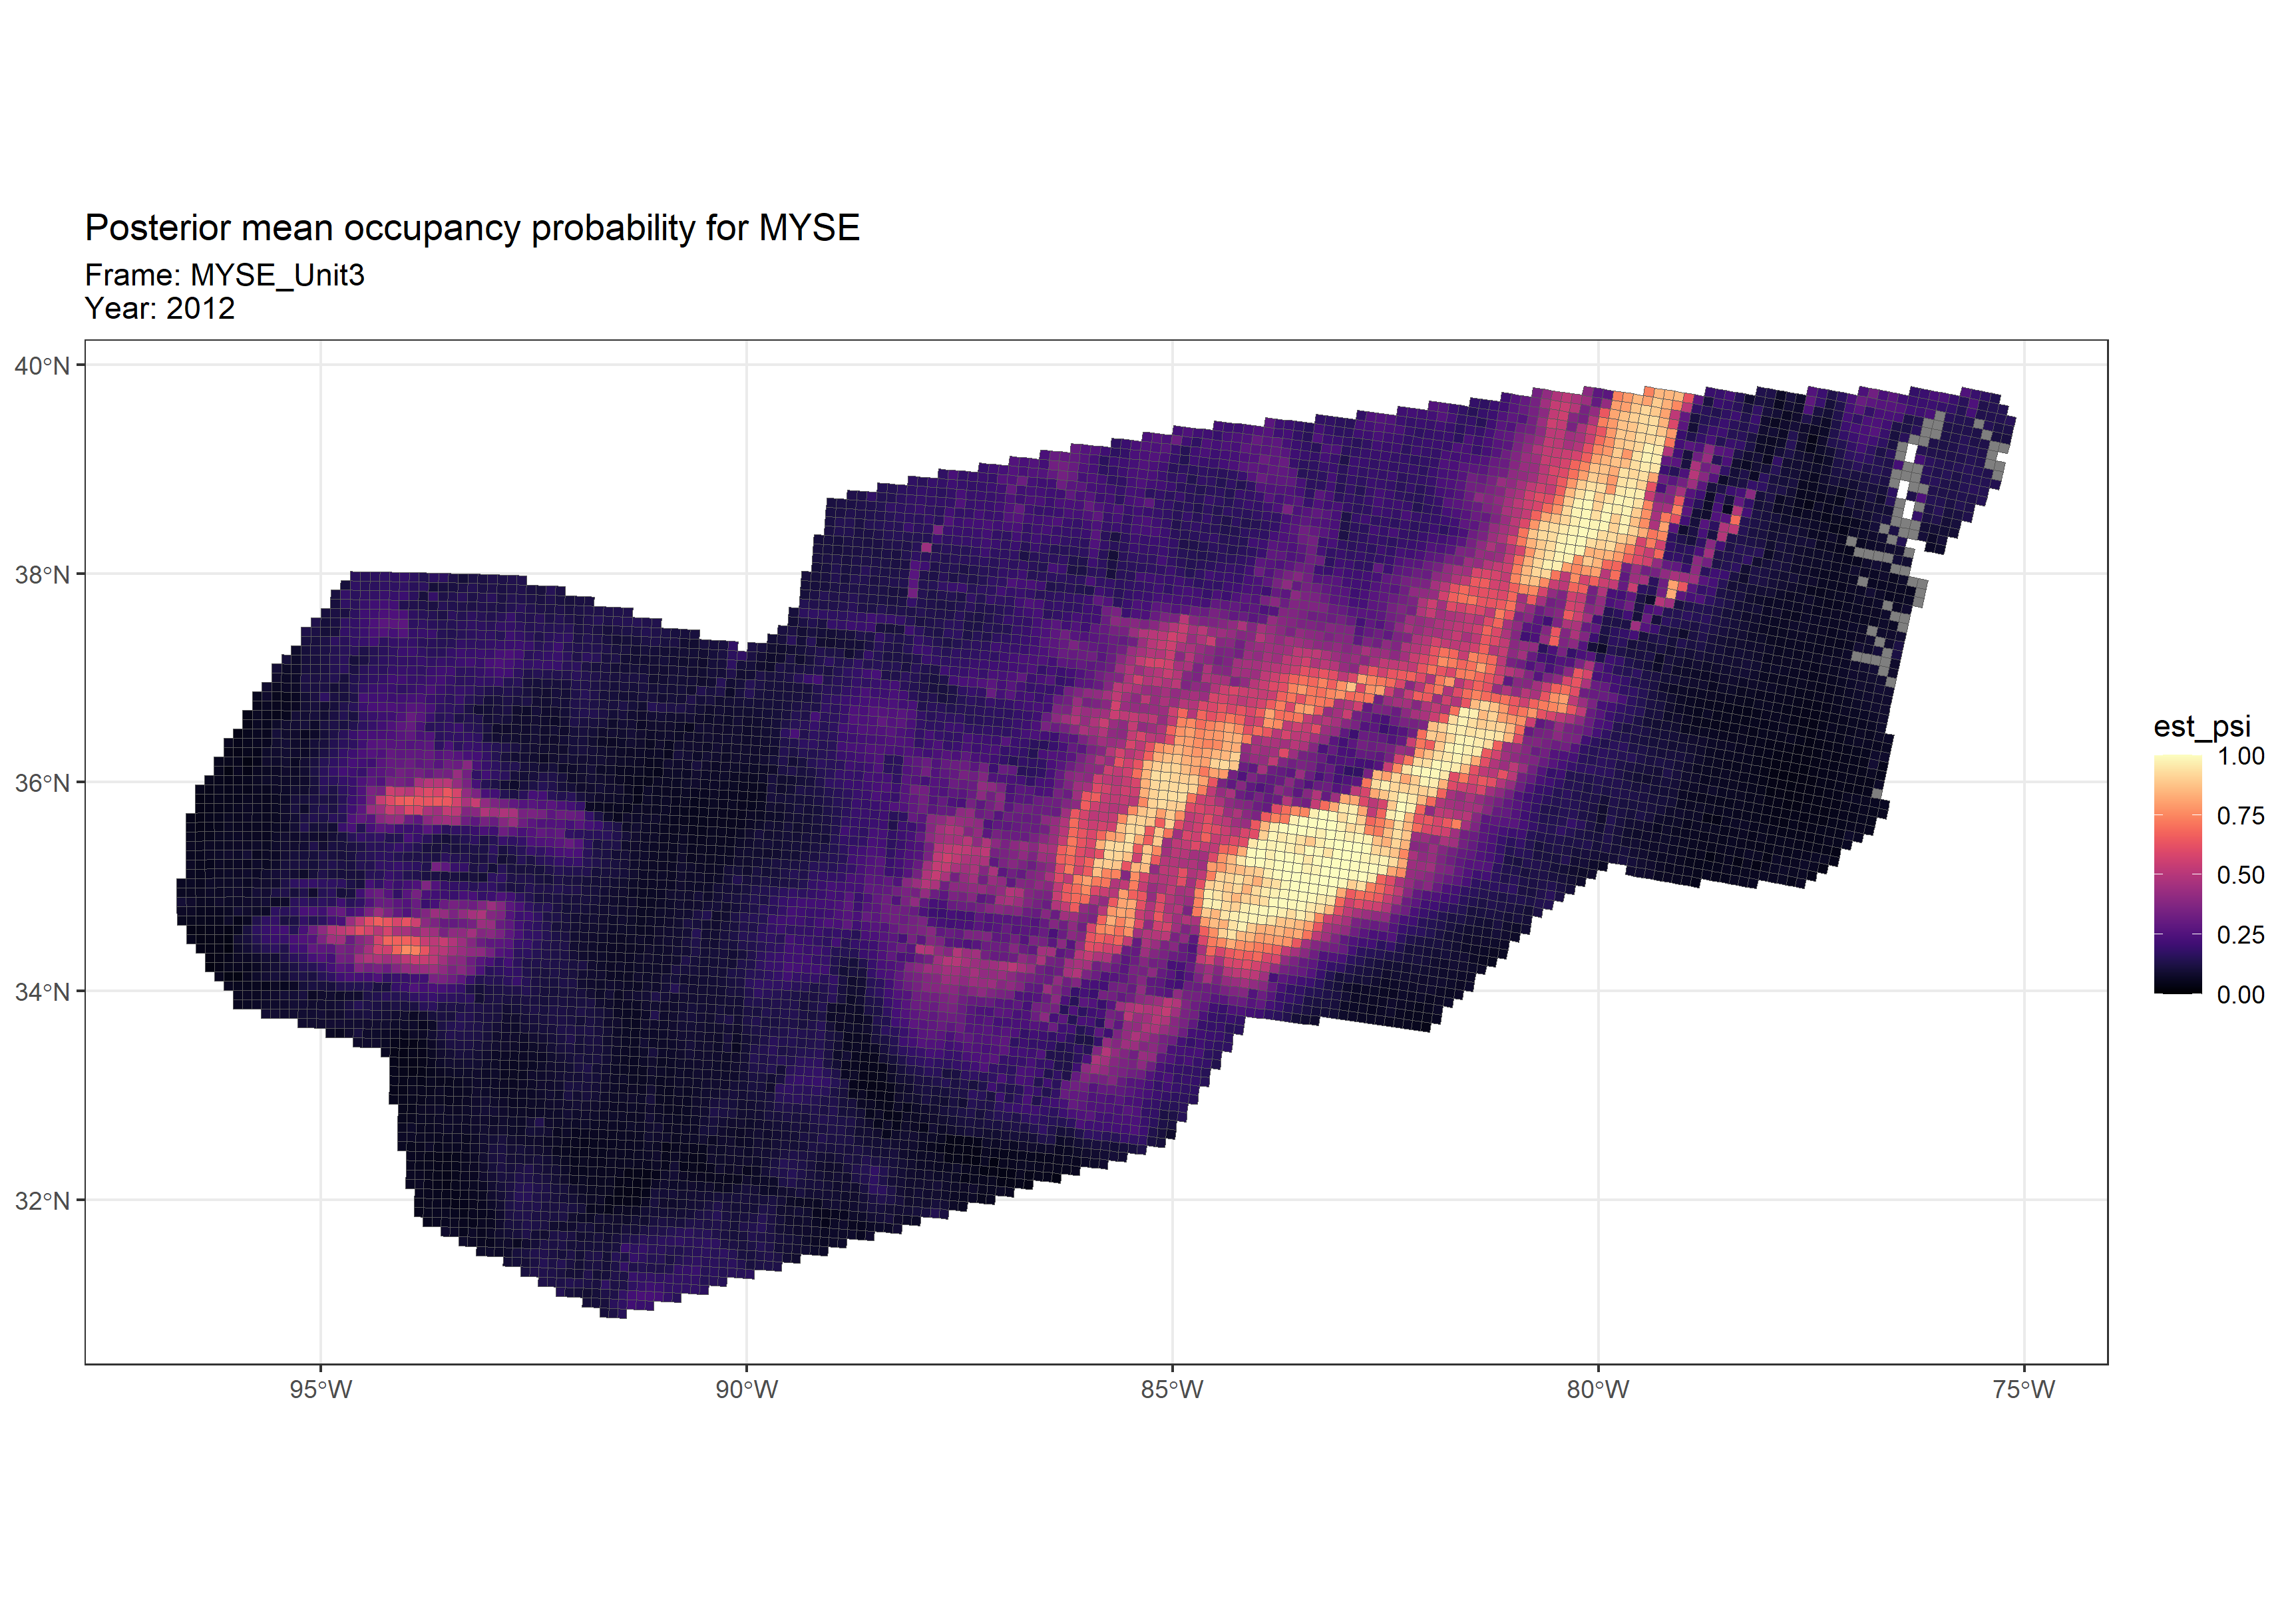 Posterior mean occupancy probability for MYSE
Frame: MYSE_Unit3
Year: 2012
40°N
38°N
36°N
34°N
32°N
95°W
90°W
85°W
80°W
75°W
est_psi
1.00
0.75
0.50
0.25
0.00